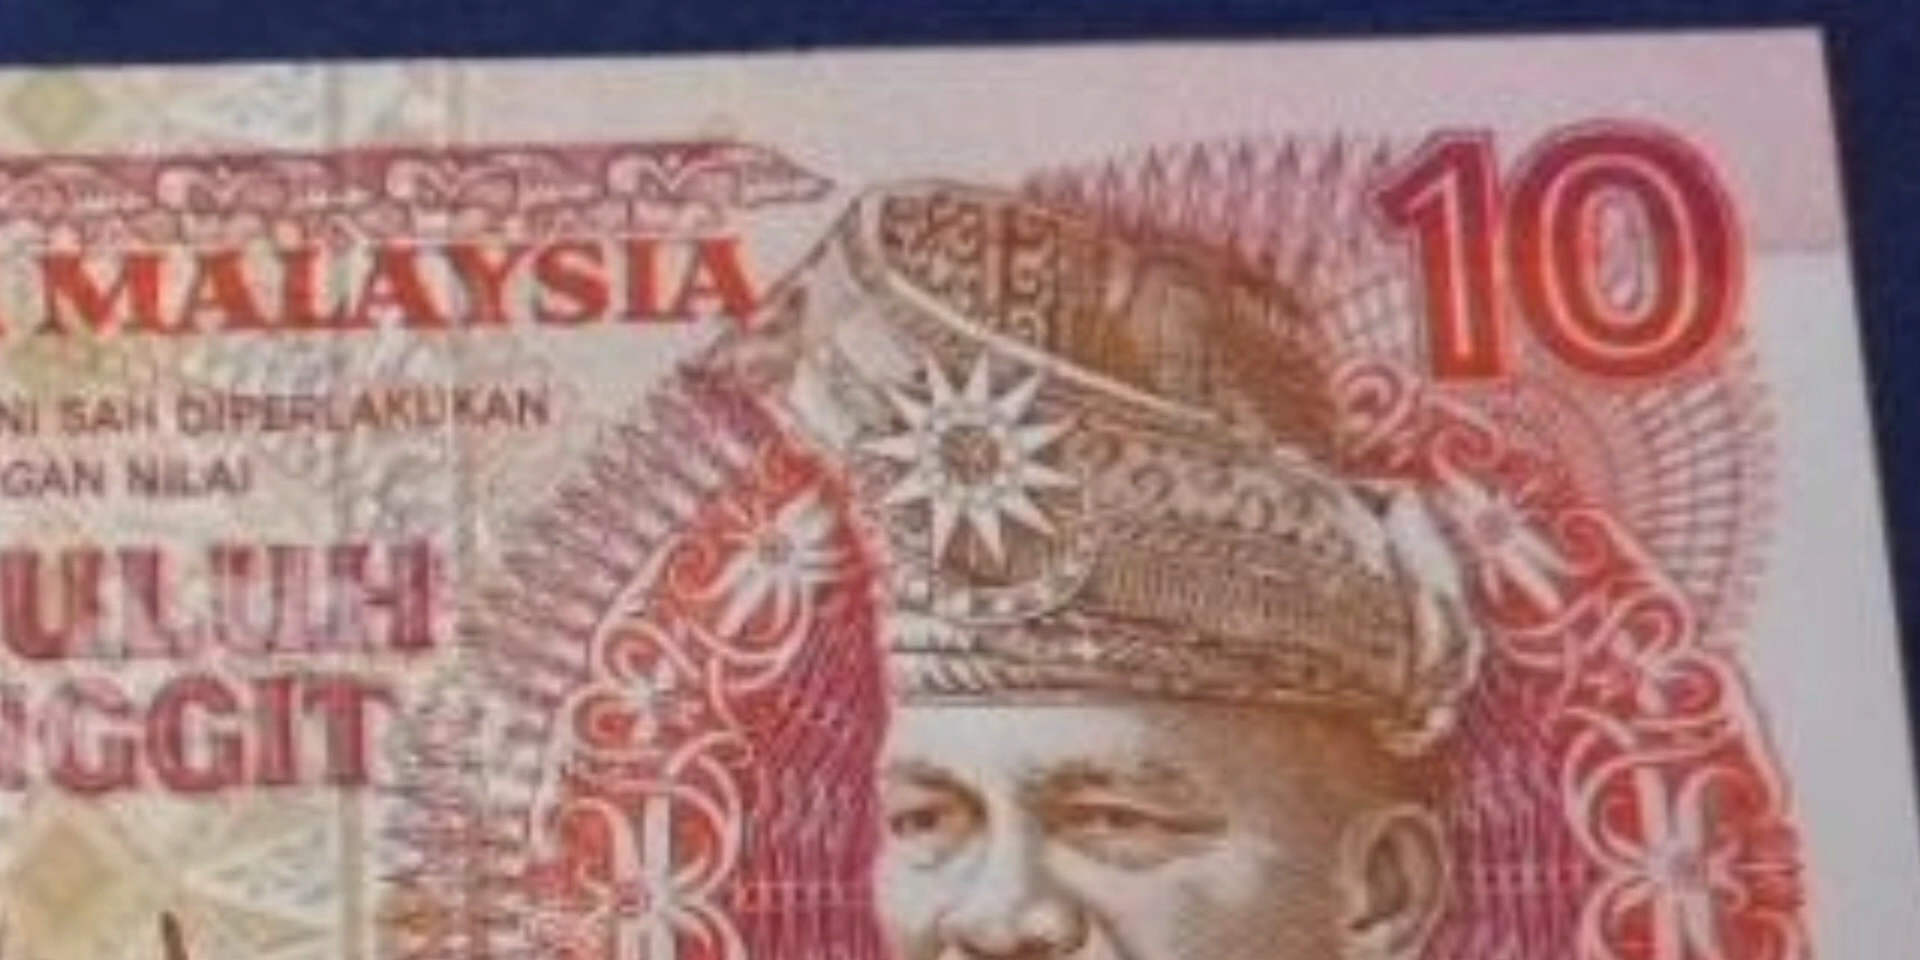 MALAYSIA
10
NI SAH DIPERLAKUKAN
GAN NILAI
ULUH
GGIT